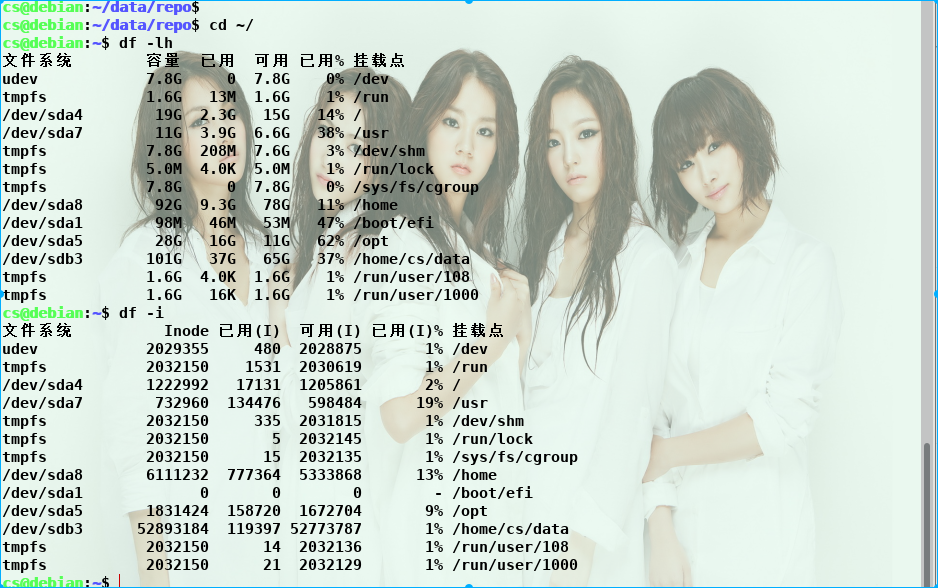 cs@debian:~/data/repo$
cs@debian:~/data/repo$ cd ~/
cs@debian:~$ df -lh
文件系统        容量  已用  可用 已用% 挂载点
udev            7.8G     0  7.8G    0% /dev
tmpfs           1.6G   13M  1.6G    1% /run
/dev/sda4        19G  2.3G   15G   14% /
/dev/sda7        11G  3.9G  6.6G   38% /usr
tmpfs           7.8G  208M  7.6G    3% /dev/shm
tmpfs           5.0M  4.0K  5.0M    1% /run/lock
tmpfs           7.8G     0  7.8G    0% /sys/fs/cgroup
/dev/sda8        92G  9.3G   78G   11% /home
/dev/sda1        98M   46M   53M   47% /boot/efi
/dev/sda5        28G   16G   11G   62% /opt
/dev/sdb3       101G   37G   65G   37% /home/cs/data
tmpfs           1.6G  4.0K  1.6G    1% /run/user/108
tmpfs           1.6G   16K  1.6G    1% /run/user/1000
cs@debian:~$ df -i
文件系统          Inode 已用(I)  可用(I) 已用(I)% 挂载点
udev            2029355     480  2028875       1% /dev
tmpfs           2032150    1531  2030619       1% /run
/dev/sda4       1222992   17131  1205861       2% /
/dev/sda7        732960  134476   598484      19% /usr
tmpfs           2032150     335  2031815       1% /dev/shm
tmpfs           2032150       5  2032145       1% /run/lock
tmpfs           2032150      15  2032135       1% /sys/fs/cgroup
/dev/sda8       6111232  777364  5333868      13% /home
/dev/sda1             0       0        0        - /boot/efi
/dev/sda5       1831424  158720  1672704       9% /opt
/dev/sdb3      52893184  119397 52773787       1% /home/cs/data
tmpfs           2032150      14  2032136       1% /run/user/108
tmpfs           2032150      21  2032129       1% /run/user/1000
cs@debian:~$